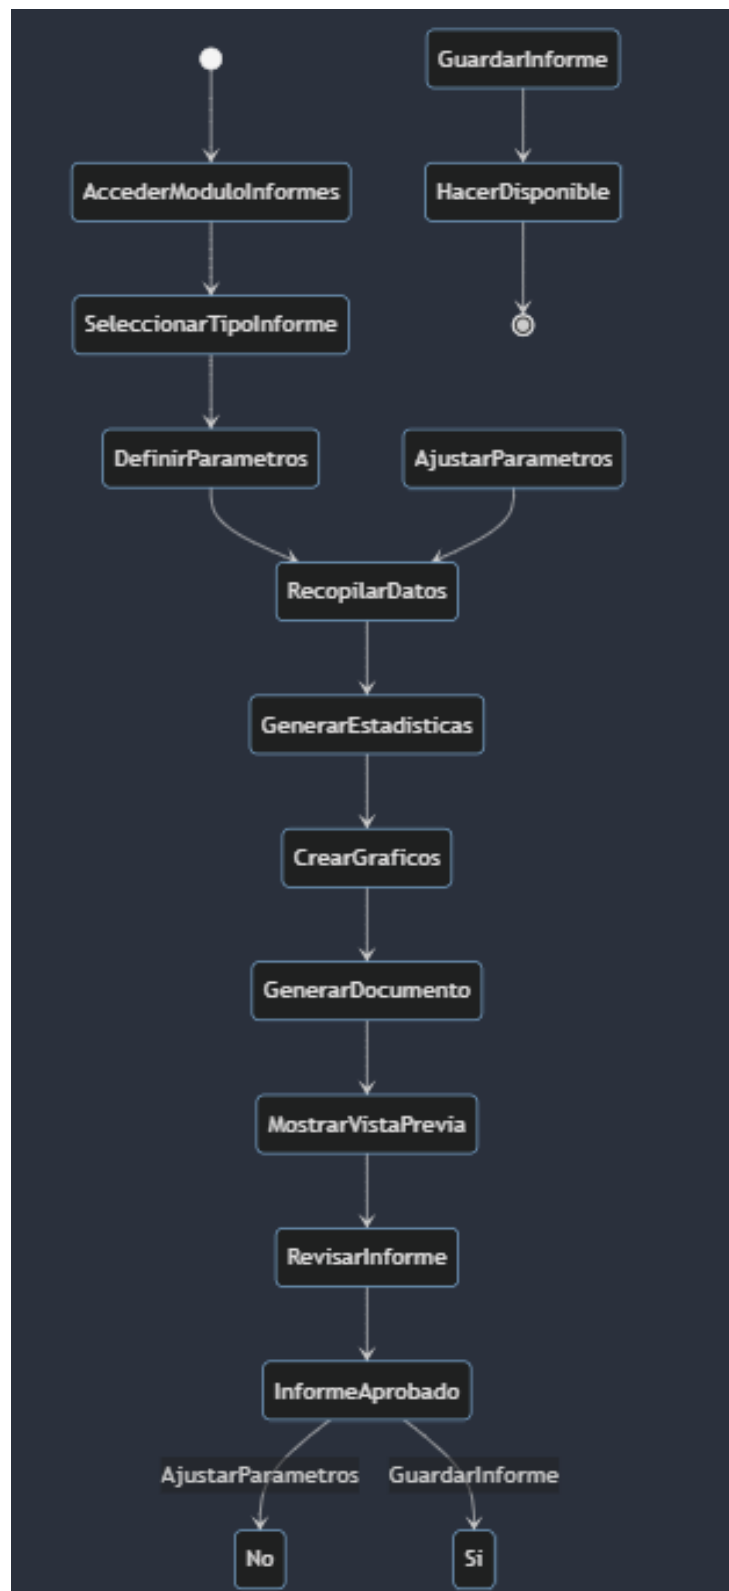 GuardarInforme
AccederModuloInformes
HacerDisponible
SeleccionarTipoInforme
DefinirParametros
AjustarParametros
RecopilarDatos
GenerarEstadisticas
CrearGraficos
GenerarDocumento
MostrarVistaPrevia
RevisarInforme
InformeAprobado
AjustarParametros
GuardarInforme
No
Si